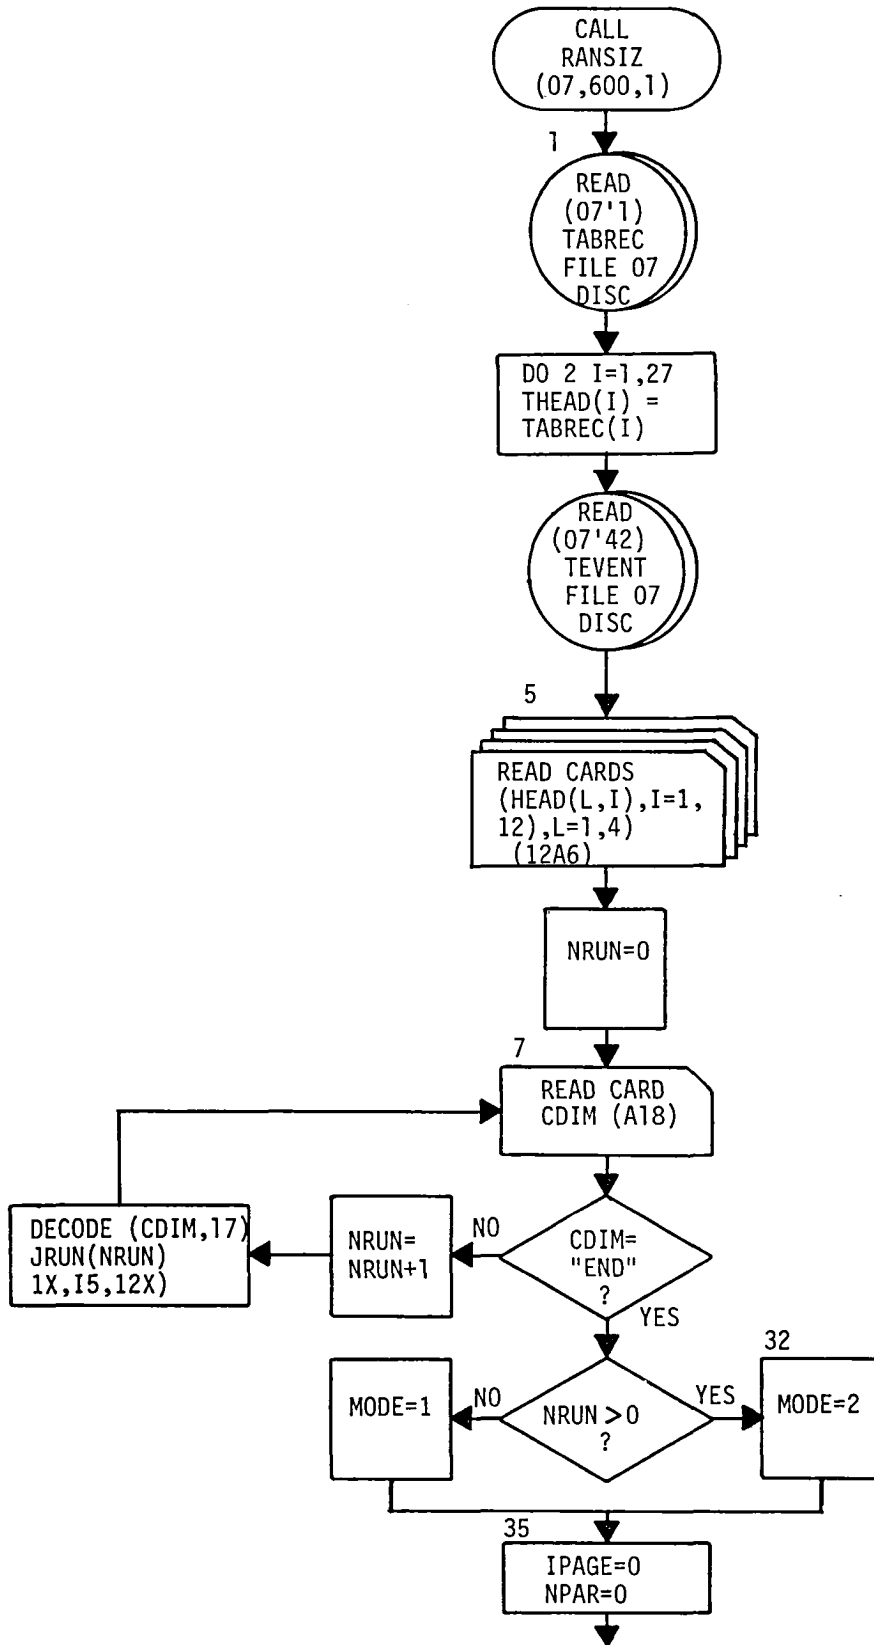 CALL
RANSIZ
(07,600,1)
1
READ
(07'1)
TABREC
FILE 07
DISC
DO 2 I=1,27
THEAD(I) =
TABREC(I)
READ
(07'42)
TEVENT
FILE 07
DISC
5
READ CARDS
(HEAD(L,I),I=1,
12),L=1,4)
(12A6)
NRUN=0
7
READ CARD
CDIM (A18)
CDIM=
"END"
?
NO
YES
NRUN=
NRUN+1
DECODE (CDIM,17)
JRUN(NRUN)
1X,I5,12X)
NRUN>0
?
NO
YES
MODE=1
32
MODE=2
35
IPAGE=0
NPAR=0